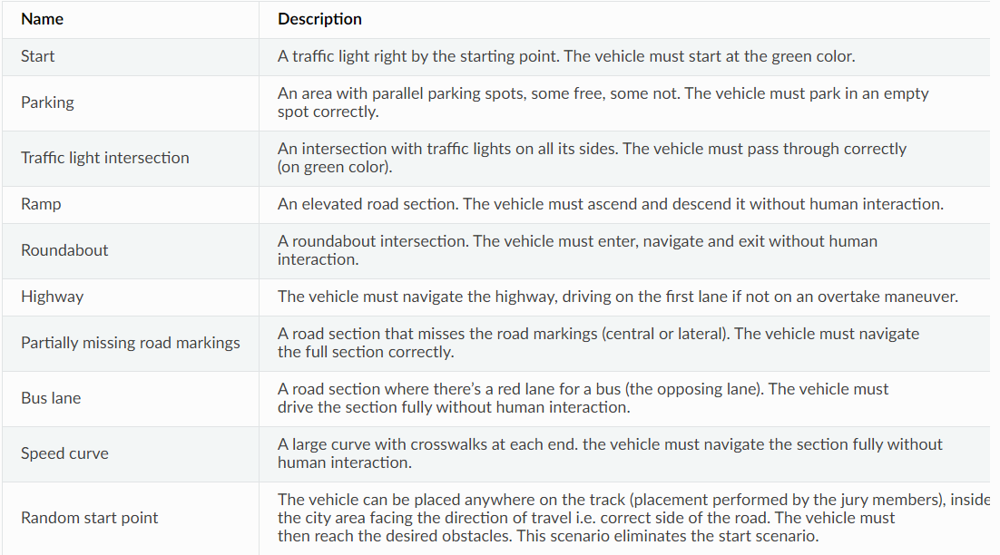 Name Description
Start A traffic light right by the starting point. The vehicle must start at the green color.
Parking An area with parallel parking spots, some free, some not. The vehicle must park in an empty
spot correctly.
Traffic light intersection An intersection with traffic lights on all its sides. The vehicle must pass through correctly
(on green color).
Ramp An elevated road section. The vehicle must ascend and descend it without human interaction.
Roundabout A roundabout intersection. The vehicle must enter, navigate and exit without human
interaction.
Highway The vehicle must navigate the highway, driving on the first lane if not on an overtake maneuver.
Partially missing road markings A road section that misses the road markings (central or lateral). The vehicle must navigate
the full section correctly.
Bus lane A road section where there's a red lane for a bus (the opposing lane). The vehicle must
drive the section fully without human interaction.
Speed curve A large curve with crosswalks at each end. the vehicle must navigate the section fully without
human interaction.
Random start point The vehicle can be placed anywhere on the track (placement performed by the jury members), inside
the city area facing the direction of travel i.e. correct side of the road. The vehicle must
then reach the desired obstacles. This scenario eliminates the start scenario.